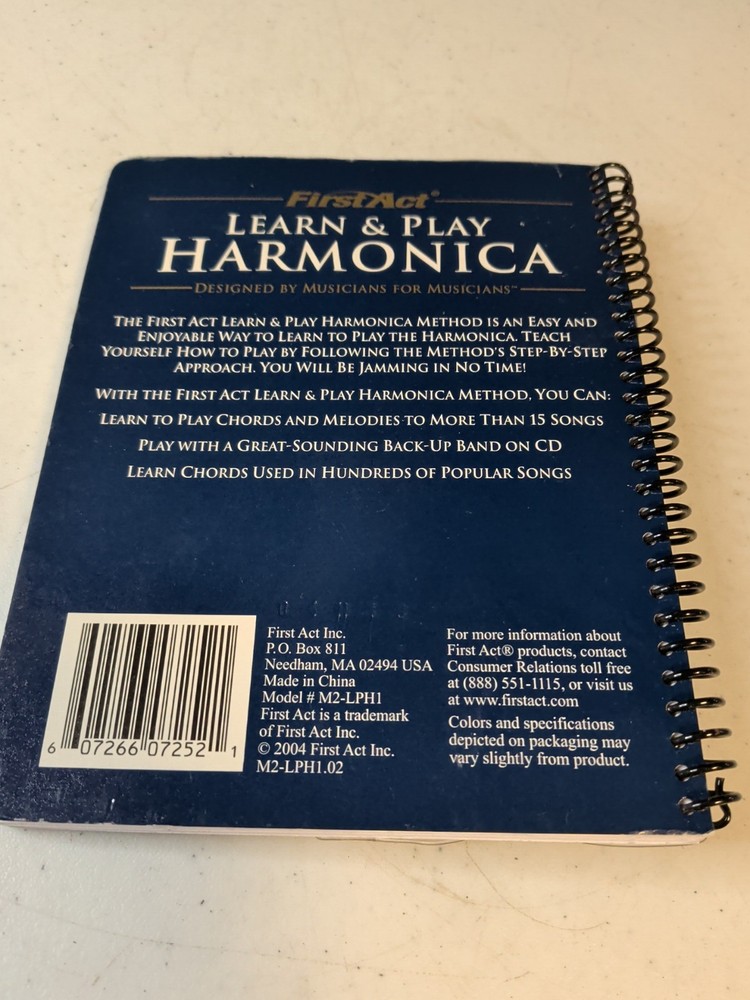 First Act®
LEARN & PLAY
HARMONICA
DESIGNED BY MUSICIANS FOR MUSICIANS™
THE FIRST ACT LEARN & PLAY HARMONICA METHOD IS AN EASY AND
ENJOYABLE WAY TO LEARN TO PLAY THE HARMONICA. TEACH
YOURSELF HOW TO PLAY BY FOLLOWING THE METHOD'S STEP-BY-STEP
APPROACH. YOU WILL BE JAMMING IN NO TIME!
WITH THE FIRST ACT LEARN & PLAY HARMONICA METHOD, YOU CAN:
LEARN TO PLAY CHORDS AND MELODIES TO MORE THAN 15 SONGS
PLAY WITH A GREAT-SOUNDING BACK-UP BAND ON CD
LEARN CHORDS USED IN HUNDREDS OF POPULAR SONGS
6 07266 07252 1
First Act Inc.
P.O. Box 811
Needham, MA 02494 USA
Made in China
Model # M2-LPH1
First Act is a trademark
of First Act Inc.
© 2004 First Act Inc.
M2-LPH1.02
For more information about
First Act® products, contact
Consumer Relations toll free
at (888) 551-1115, or visit us
at www.firstact.com
Colors and specifications
depicted on packaging may
vary slightly from product.